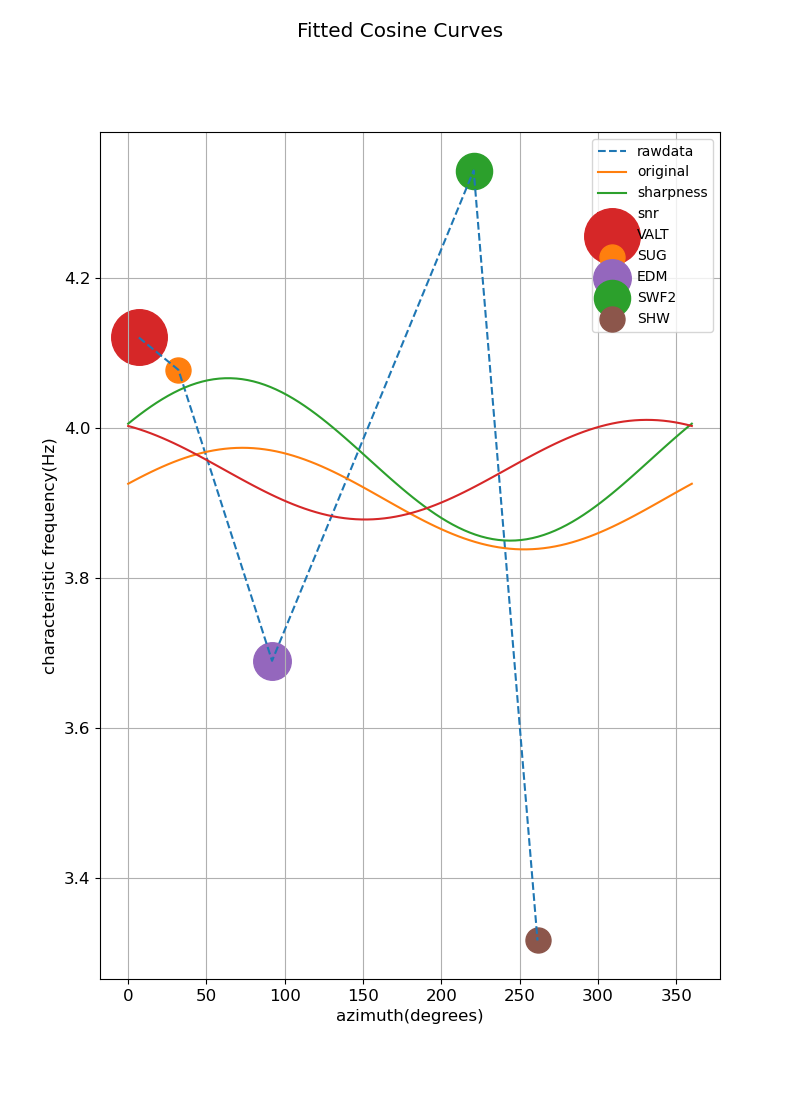 Fitted Cosine Curves
rawdata
original
sharpness
snr
VALT
SUG
EDM
SWF2
SHW
4.2
4.0
3.8
3.6
3.4
characteristic frequency(Hz)
0 50 100 150 200 250 300 350
azimuth(degrees)